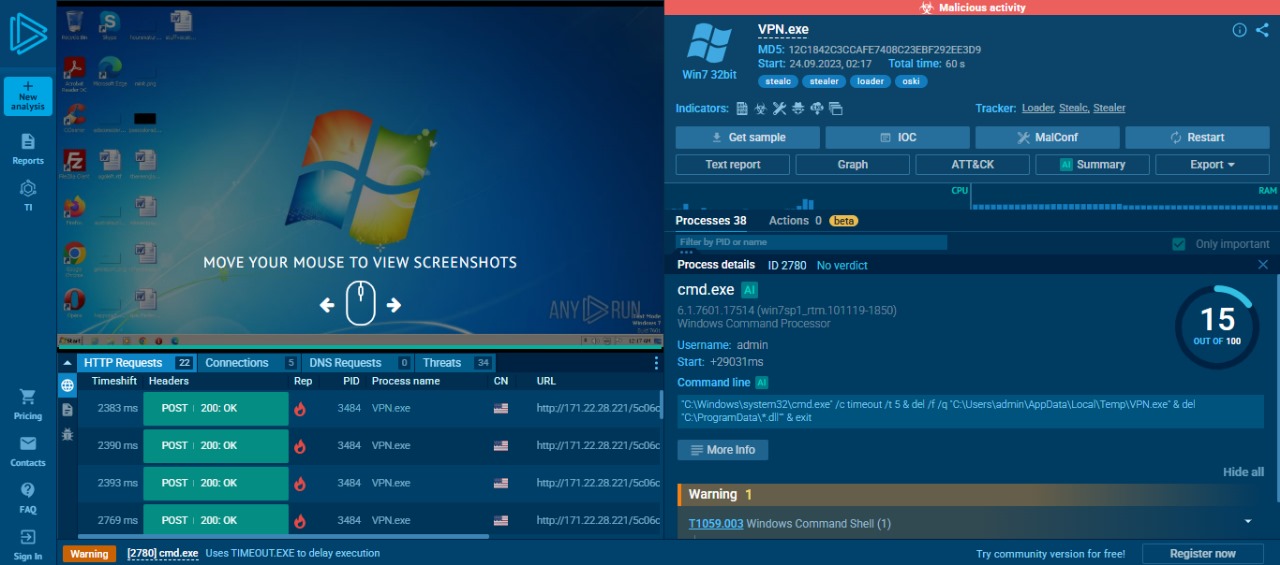 Malicious activity
New analysis
Reports
TI
Pricing
Contacts
FAQ
Sign In
Skype
Microsoft Edge
Firefox
Opera
MOVE YOUR MOUSE TO VIEW SCREENSHOTS
ANY RUN
Windows 7
HTTP Requests 22 Connections 5 DNS Requests 0 Threats 34
Timeshift Headers Rep PID Process name CN URL
2383 ms POST 200: OK 3484 VPN.exe http://171.22.28.221/5c06c
2390 ms POST 200: OK 3484 VPN.exe http://171.22.28.221/5c06c
2393 ms POST 200: OK 3484 VPN.exe http://171.22.28.221/5c06c
2769 ms POST 200: OK 3484 VPN.exe http://171.22.28.221/5c06c
Win7 32bit
VPN.exe
MD5: 12C1842C3CCAFE7408C23EBF292EE3D9
Start: 24.09.2023, 02:17 Total time: 60 s
stealc stealer loader oski
Indicators:
Tracker: Loader, Stealc, Stealer
Get sample IOC MalConf Restart
Text report Graph ATT&CK AI Summary Export
CPU RAM
Processes 38 Actions 0 beta
Filter by PID or name Only important
Process details ID 2780 No verdict
cmd.exe AI
6.1.7601.17514 (win7sp1_rtm.101119-1850)
Windows Command Processor
Username: admin
Start: +29031ms
15
OUT OF 100
Command line AI
"C:\Windows\system32\cmd.exe" /c timeout /t 5 & del /f /q "C:\Users\admin\AppData\Local\Temp\VPN.exe" & del
"C:\ProgramData\*.dll"" & exit
More Info
Hide all
Warning 1
T1059.003 Windows Command Shell (1)
Warning [2780] cmd.exe Uses TIMEOUT.EXE to delay execution
Try community version for free! Register now